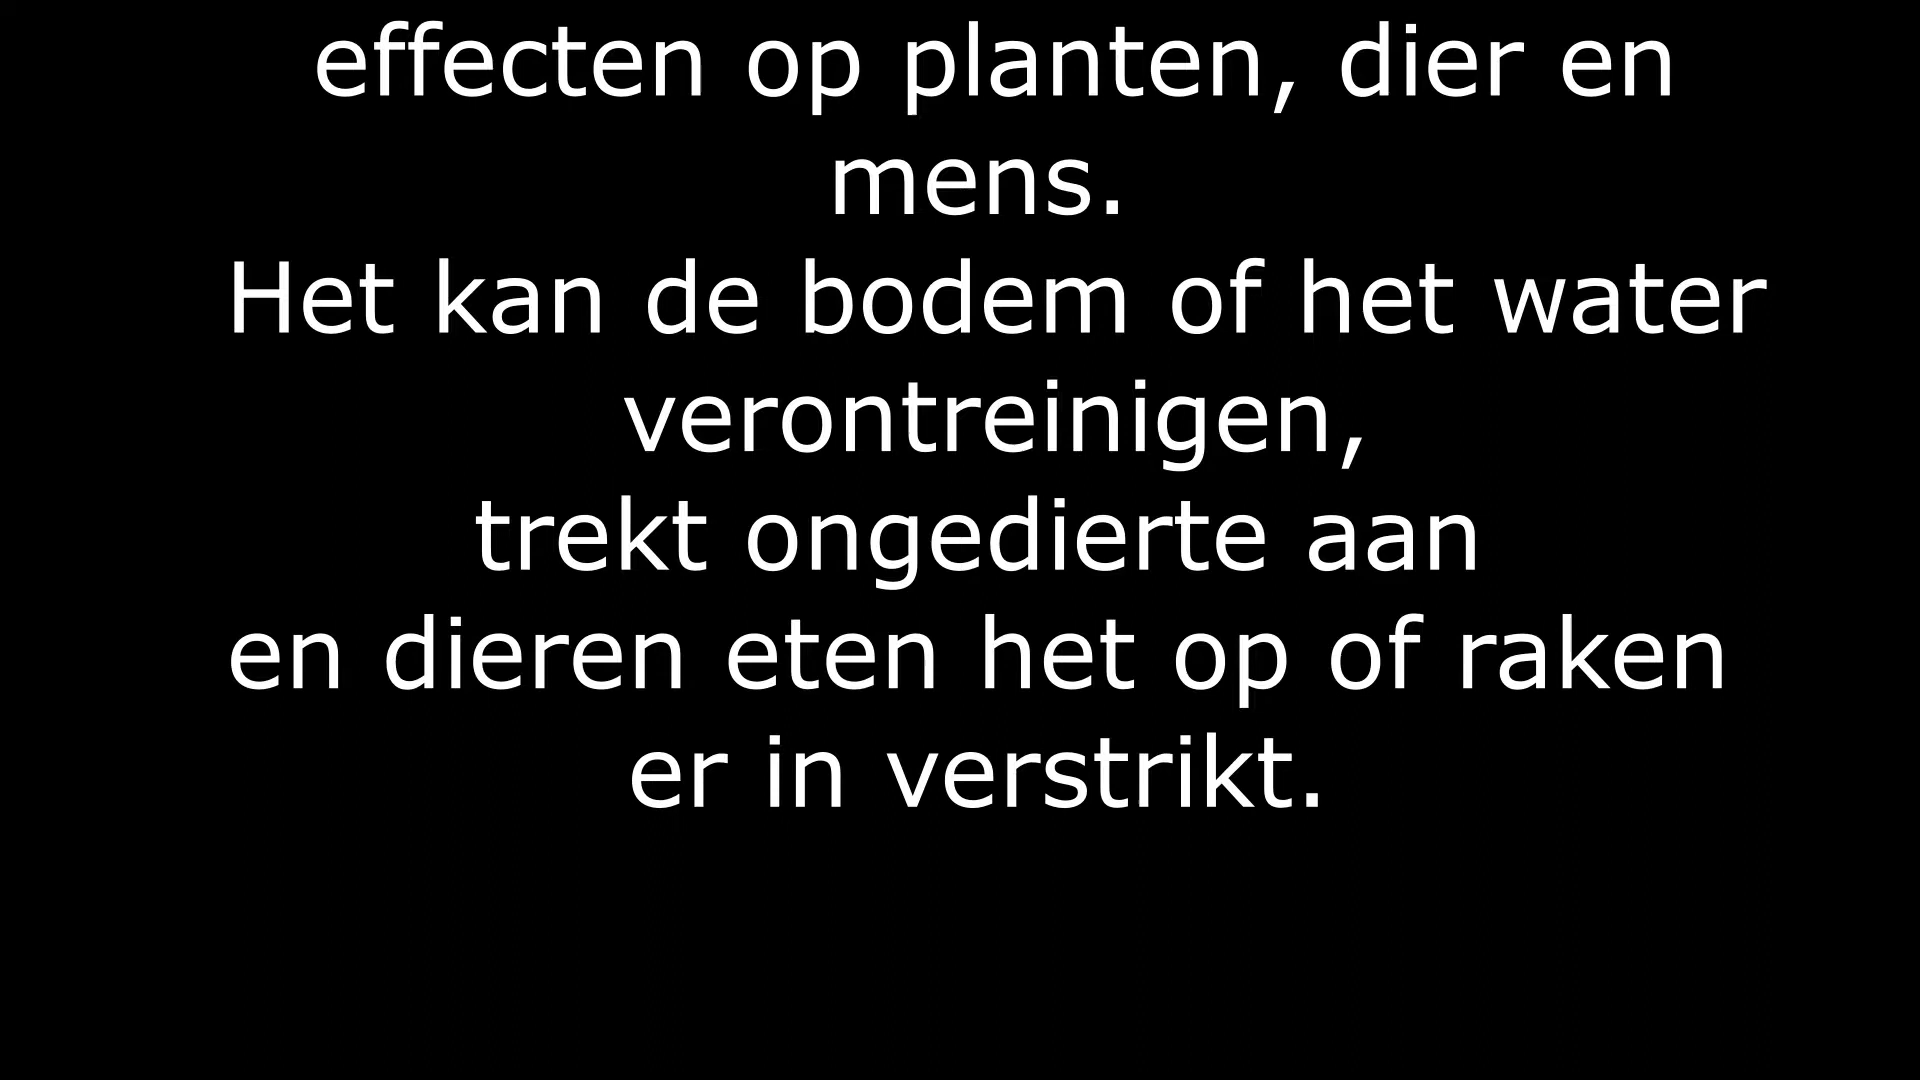 effecten op planten, dier en
mens.
Het kan de bodem of het water
verontreinigen,
trekt ongedierte aan
en dieren eten het op of raken
er in verstrikt.